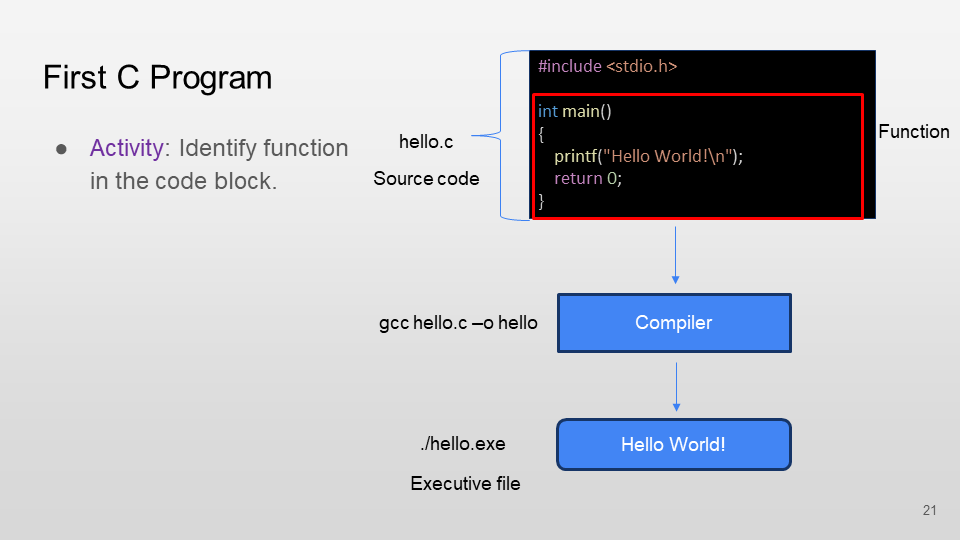 First C Program
● Activity: Identify function
in the code block.
hello.c
Source code
#include <stdio.h>
int main()
{
printf("Hello World!\n");
return 0;
}
Function
gcc hello.c –o hello
Compiler
./hello.exe
Executive file
Hello World!
21